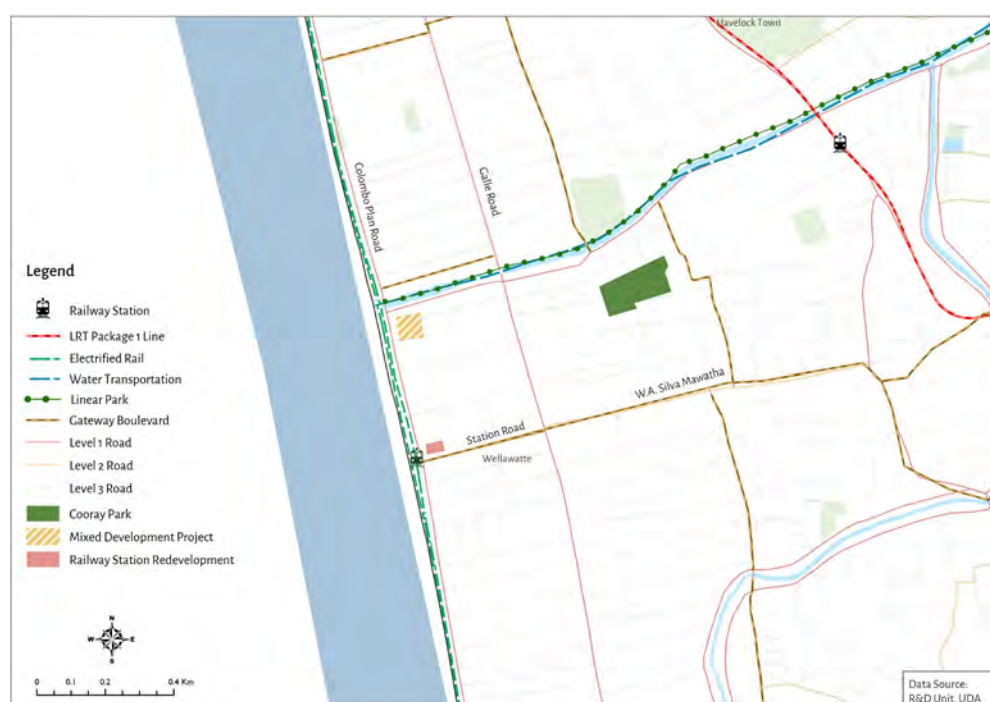 Havelock Town
Colombo Plan Road
Galle Road
W.A. Silva Mawatha
Station Road
Wellawatte
Legend
Railway Station
LRT Package 1 Line
Electrified Rail
Water Transportation
Linear Park
Gateway Boulevard
Level 1 Road
Level 2 Road
Level 3 Road
Cooray Park
Mixed Development Project
Railway Station Redevelopment
N
W E
S
0 0.1 0.2 0.4 Km
Data Source:
R&D Unit, UDA